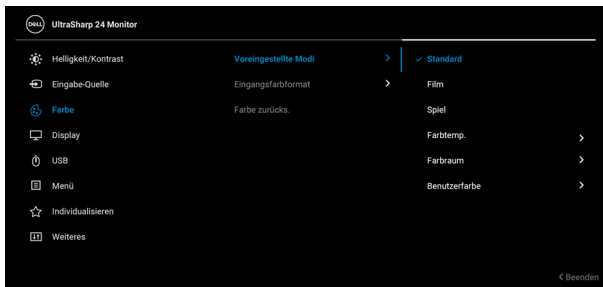 DELL UltraSharp 24 Monitor
Helligkeit/Kontrast
Eingabe-Quelle
Farbe
Display
USB
Menü
Individualisieren
Weiteres
Voreingestellte Modi
Eingangsfarbformat
Farbe zurücks.
Standard
Film
Spiel
Farbtemp.
Farbraum
Benutzerfarbe
Beenden